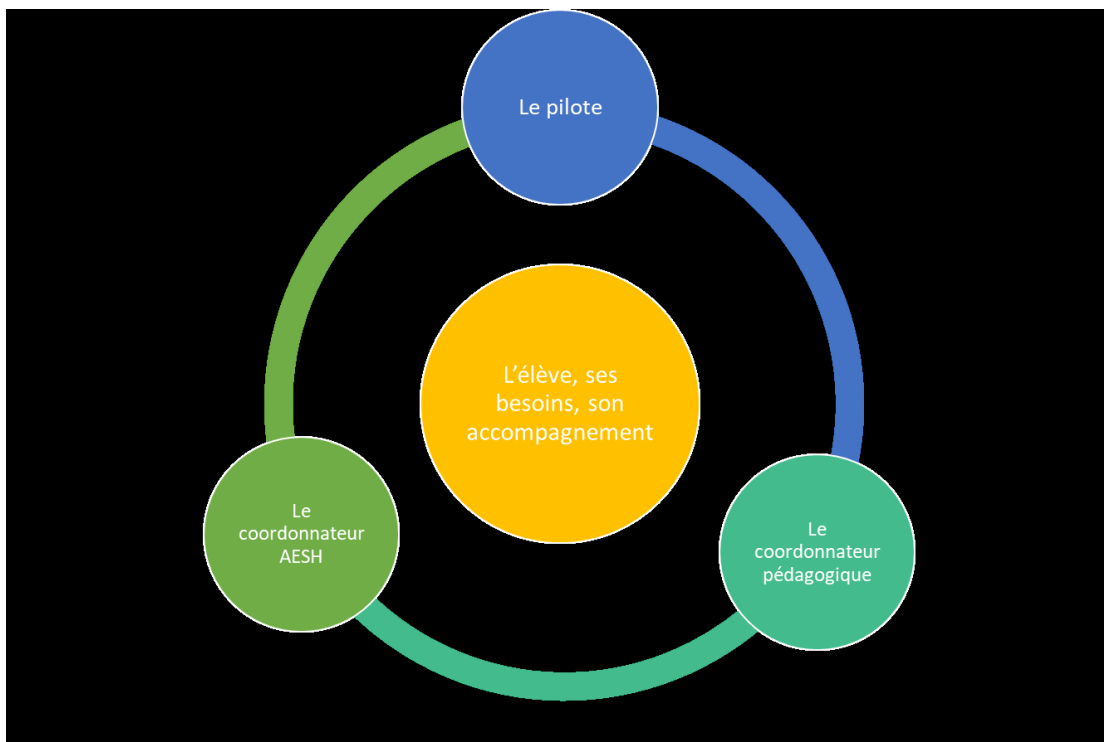 Le pilote
L'élève, ses
besoins, son
accompagnement
Le
coordonnateur
AESH
Le
coordonnateur
pédagogique